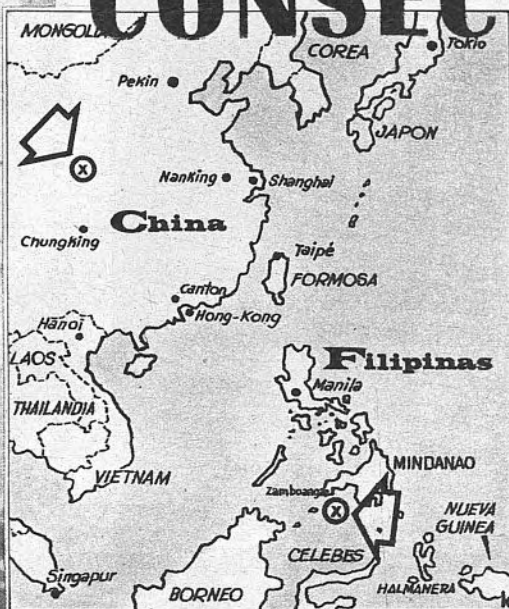 CONSEC
MONGOLIA
COREA
Tokio
Pekin
JAPON
X
Nanking
Shanghai
China
Chungking
Taipé
FORMOSA
Canton
Hong-Kong
Hanoi
LAOS
Filipinas
Manila
THAILANDIA
VIETNAM
MINDANAO
Zamboanga
X
NUEVA
GUINEA
CELEBES
HALMANERA
Singapur
BORNEO